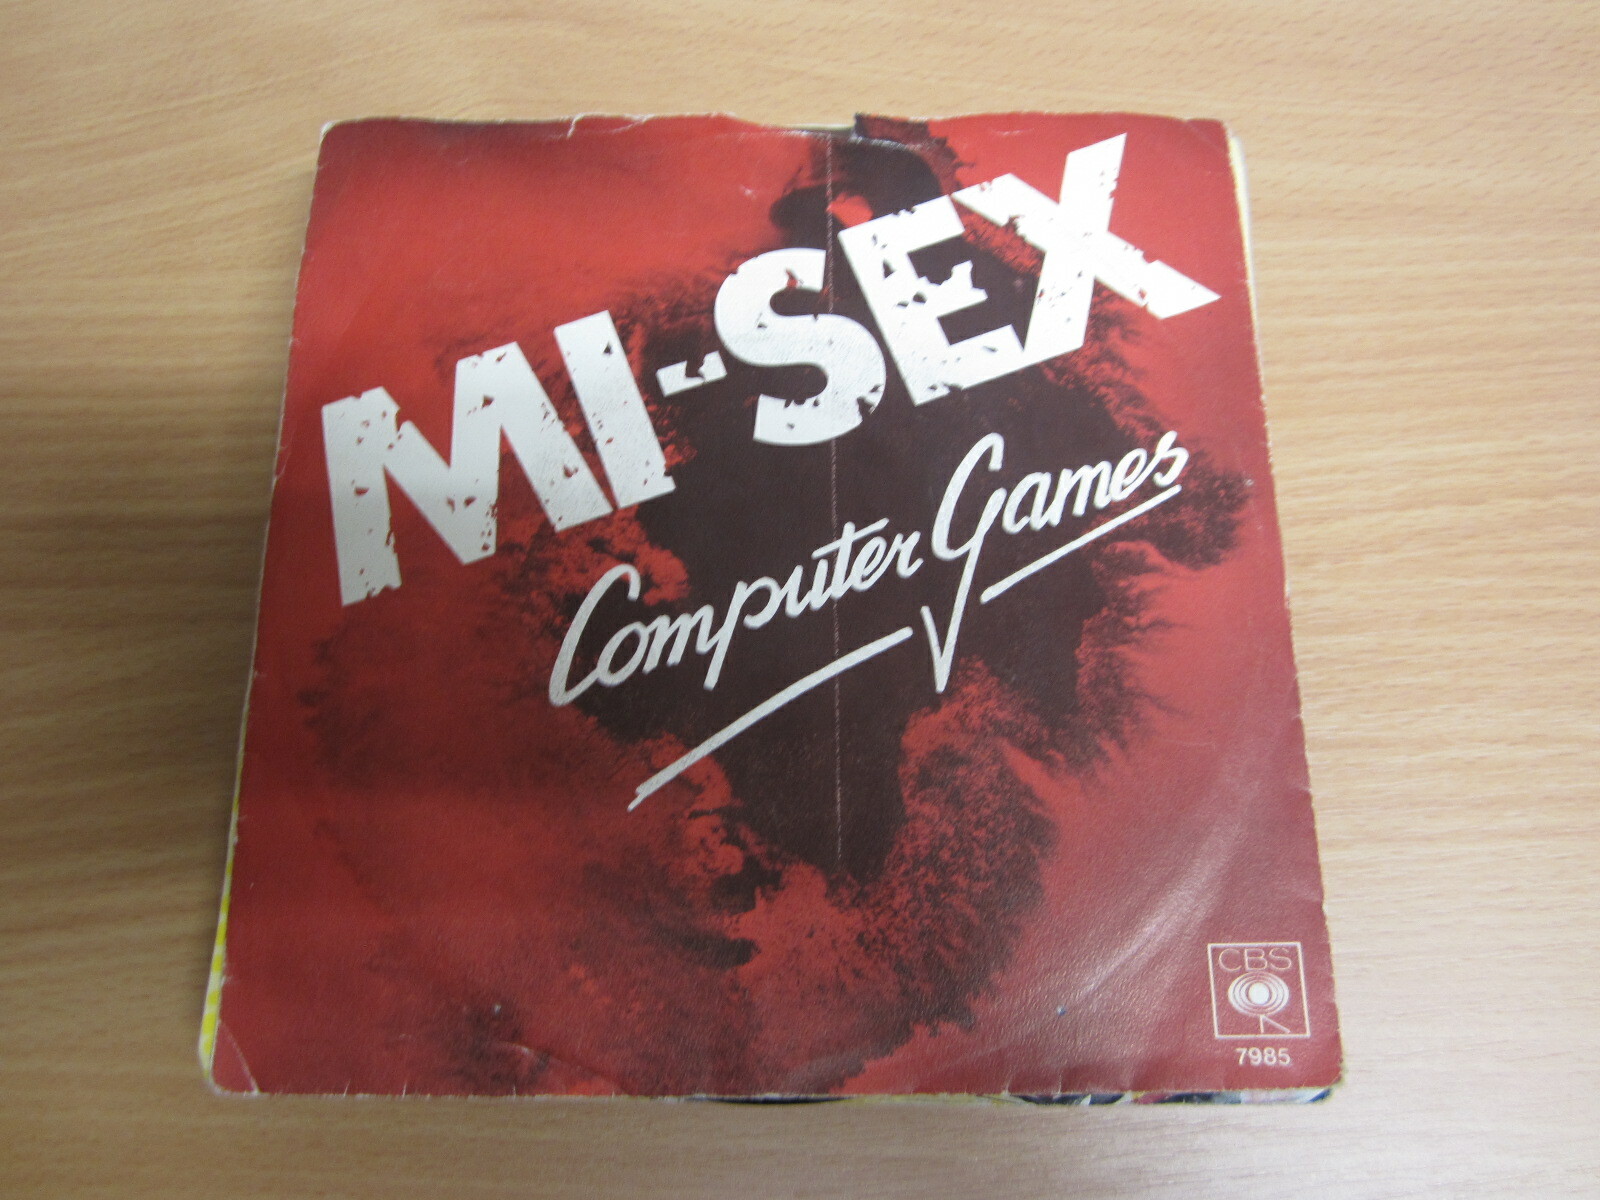 MI-SEX
Computer Games
CBS
7985